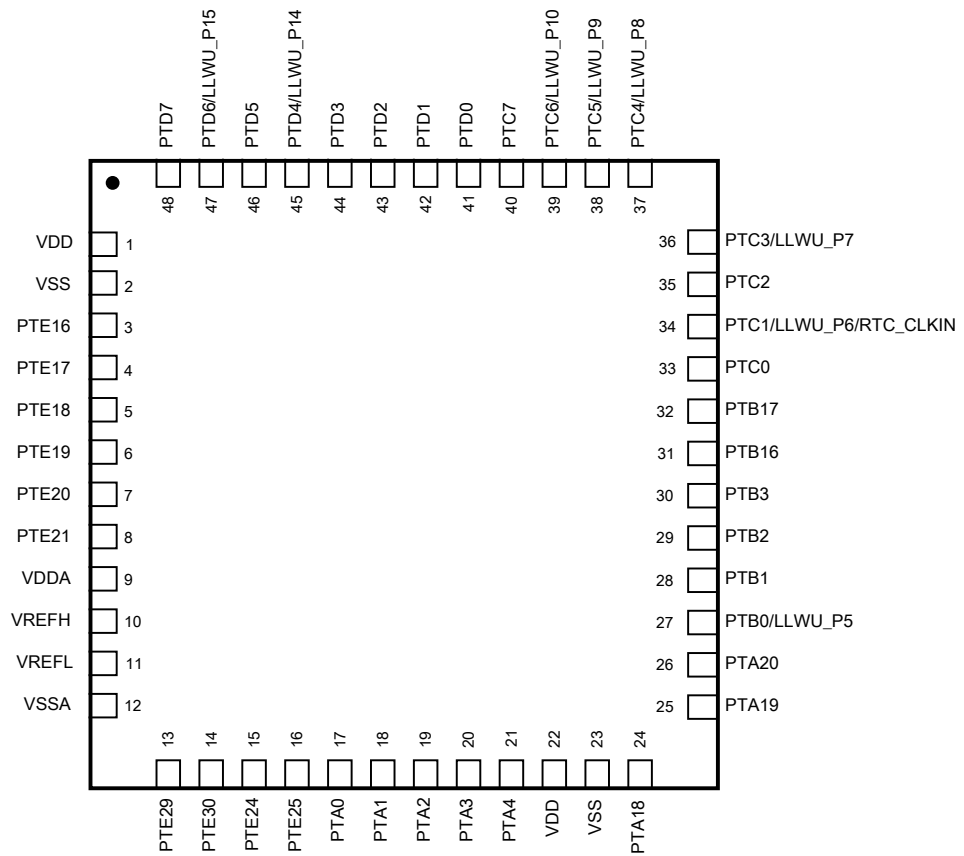 PTD7
PTD6/LLWU_P15
PTD5
PTD4/LLWU_P14
PTD3
PTD2
PTD1
PTD0
PTC7
PTC6/LLWU_P10
PTC5/LLWU_P9
PTC4/LLWU_P8
48
47
46
45
44
43
42
41
40
39
38
37
VDD 1
VSS 2
PTE16 3
PTE17 4
PTE18 5
PTE19 6
PTE20 7
PTE21 8
VDDA 9
VREFH 10
VREFL 11
VSSA 12
36 PTC3/LLWU_P7
35 PTC2
34 PTC1/LLWU_P6/RTC_CLKIN
33 PTC0
32 PTB17
31 PTB16
30 PTB3
29 PTB2
28 PTB1
27 PTB0/LLWU_P5
26 PTA20
25 PTA19
13
14
15
16
17
18
19
20
21
22
23
24
PTE29
PTE30
PTE24
PTE25
PTA0
PTA1
PTA2
PTA3
PTA4
VDD
VSS
PTA18